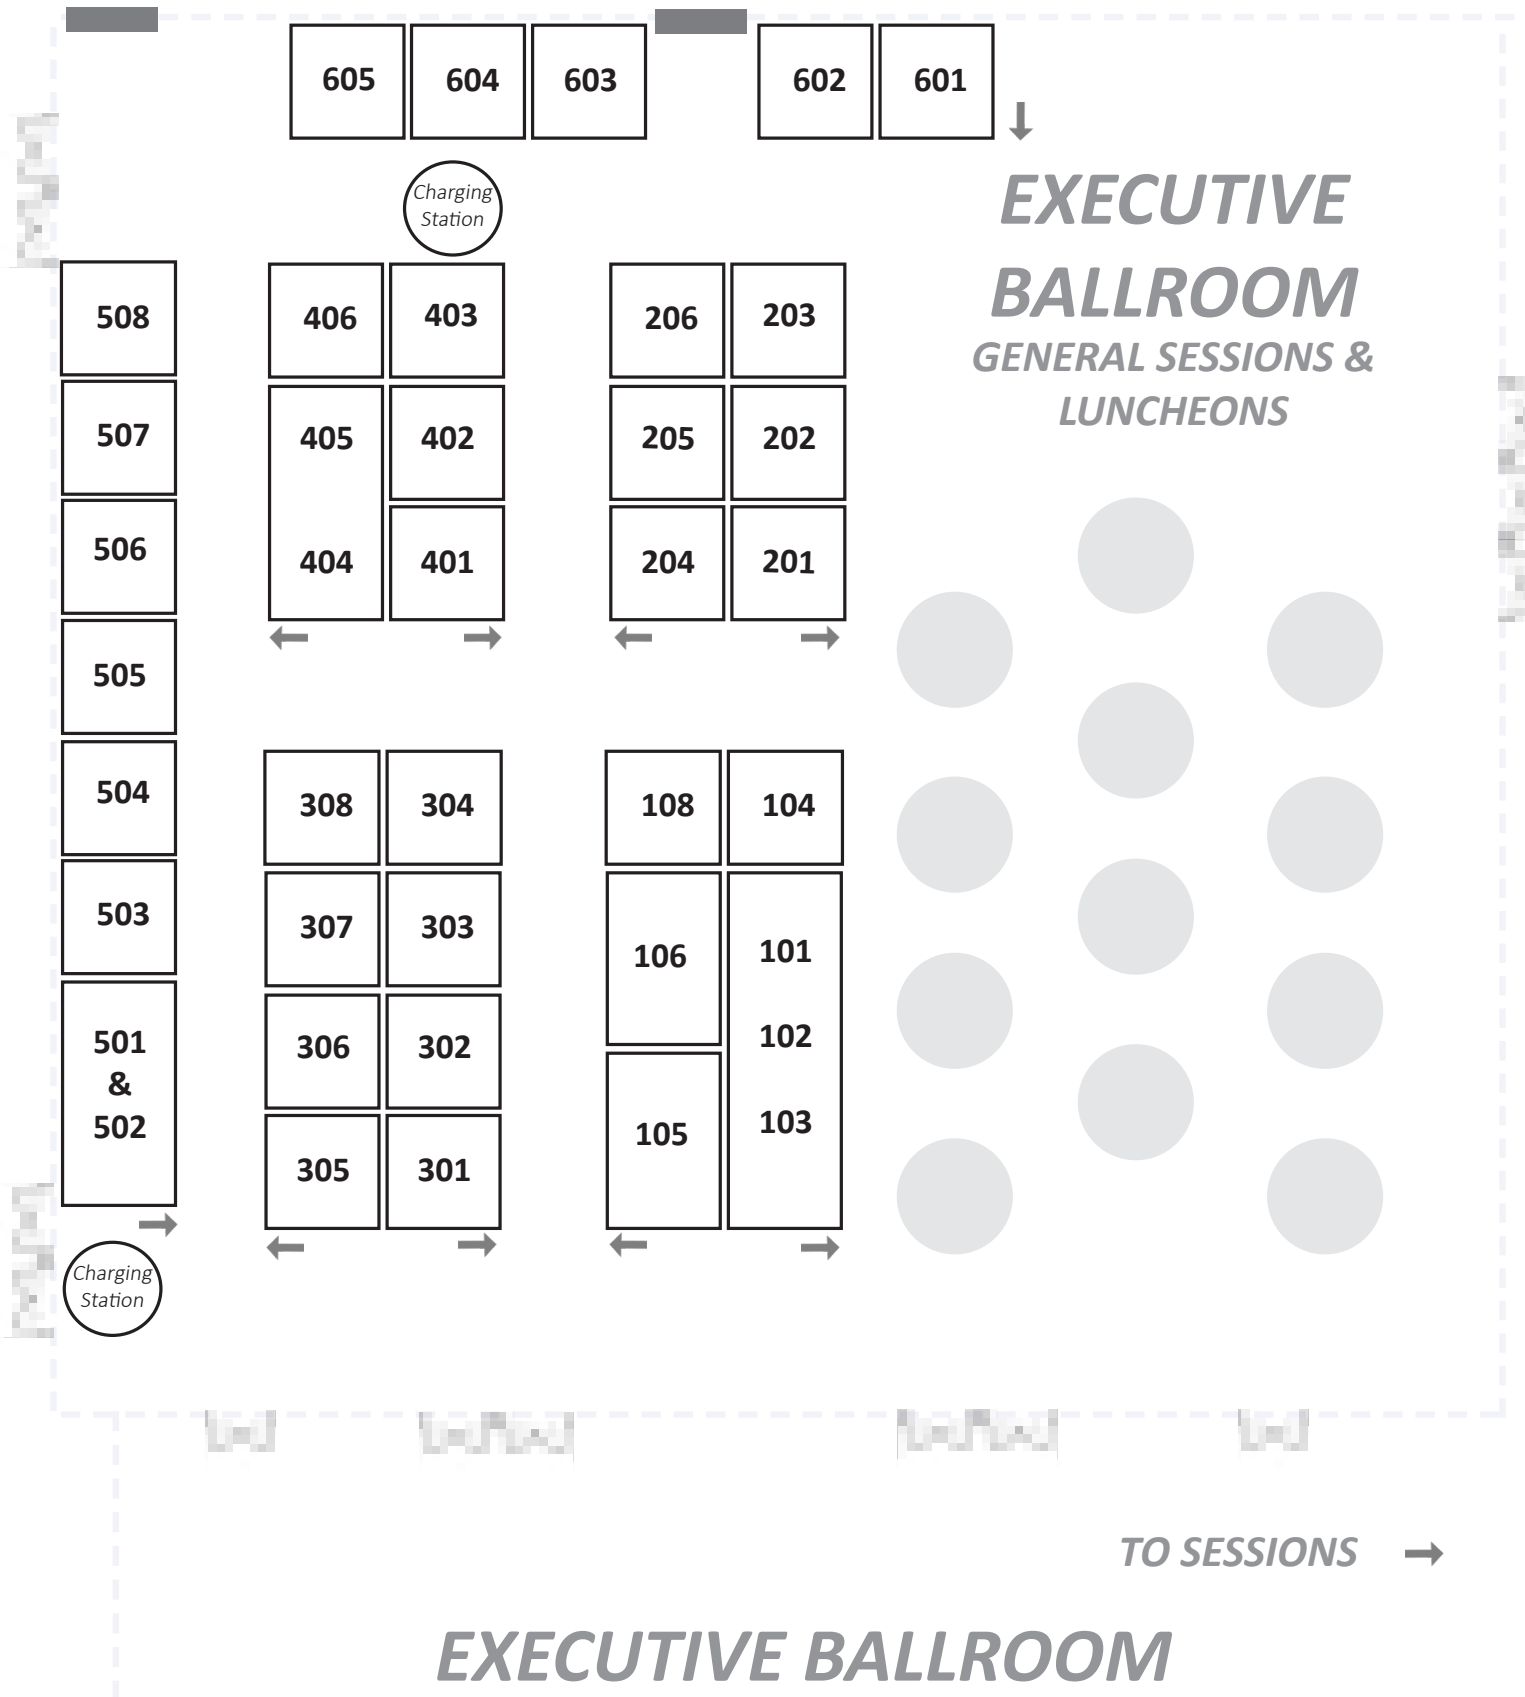 605 604 603 602 601
Charging
Station
EXECUTIVE
BALLROOM
GENERAL SESSIONS &
LUNCHEONS
508
507
506
505
504
503
501
&
502
406 403
405 402
404 401
206 203
205 202
204 201
308 304
307 303
306 302
305 301
108 104
106
105
101
102
103
Charging
Station
TO SESSIONS
EXECUTIVE BALLROOM